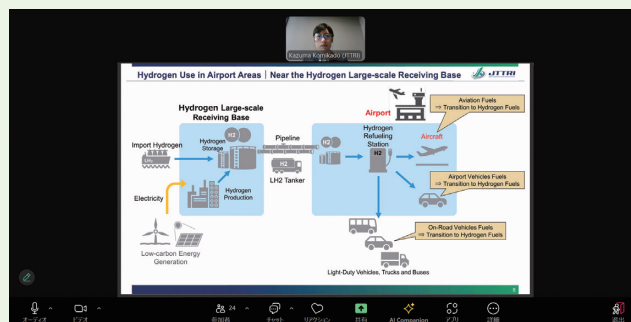 Kazuma Komikado (JTTRI)
Hydrogen Use in Airport Areas | Near the Hydrogen Large-scale Receiving Base
JTTRI
Hydrogen Large-scale
Receiving Base
Import Hydrogen
LH2
Hydrogen
Storage
H2
Hydrogen
Production
Electricity
Low-carbon Energy
Generation
Pipeline
H2
LH2 Tanker
Airport
H2
Hydrogen
Refueling
Station
H2
Aircraft
Aviation Fuels
⇒ Transition to Hydrogen Fuels
Airport Vehicles Fuels
⇒ Transition to Hydrogen Fuels
On-Road Vehicles Fuels
⇒ Transition to Hydrogen Fuels
Light-Duty Vehicles, Trucks and Buses
オーディオ
ビデオ
24
参加者
チャット
リアクション
共有
AI Companion
アプリ
詳細
退出